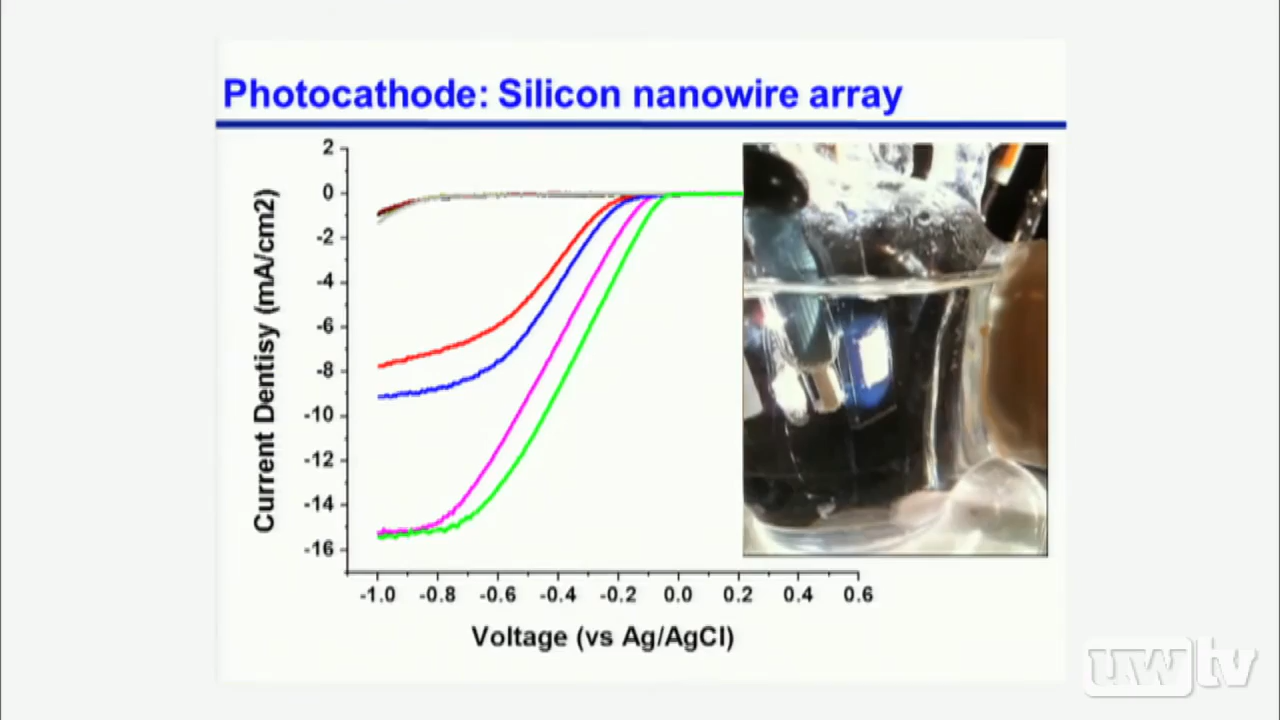 Photocathode: Silicon nanowire array
2
0
-2
-4
-6
-8
-10
-12
-14
-16
Current Dentisy (mA/cm2)
-1.0 -0.8 -0.6 -0.4 -0.2 0.0 0.2 0.4 0.6
Voltage (vs Ag/AgCl)
uwtv